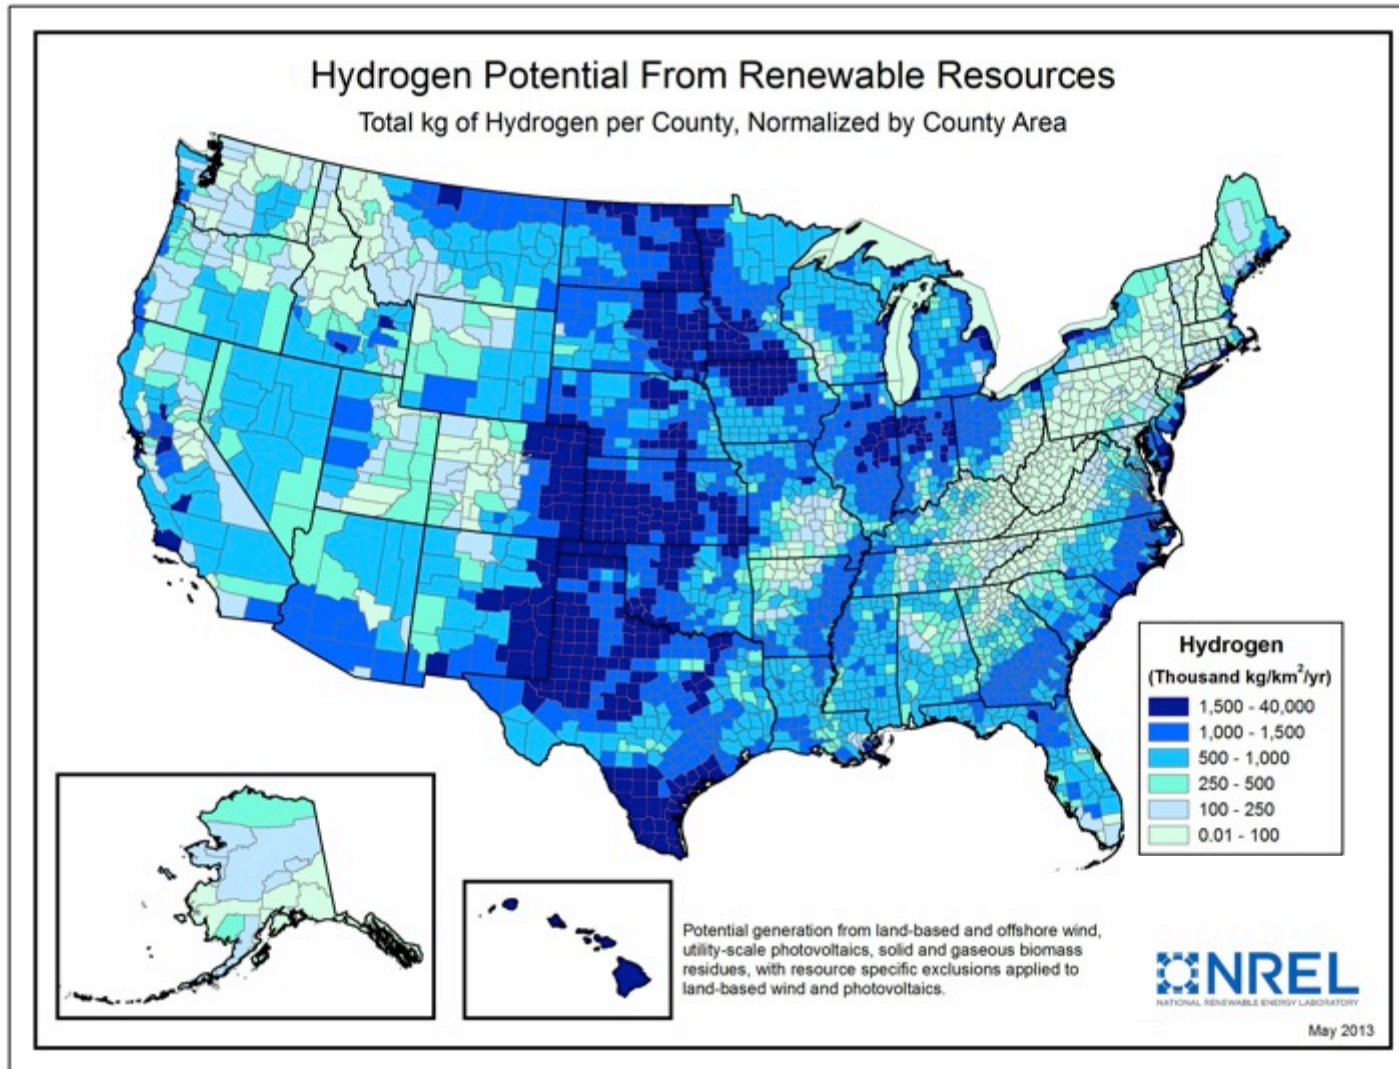 Hydrogen Potential From Renewable Resources
Total kg of Hydrogen per County, Normalized by County Area
Hydrogen
(Thousand kg/km²/yr)
1,500 - 40,000
1,000 - 1,500
500 - 1,000
250 - 500
100 - 250
0.01 - 100
Potential generation from land-based and offshore wind,
utility-scale photovoltaics, solid and gaseous biomass
residues, with resource specific exclusions applied to
land-based wind and photovoltaics.
NREL
NATIONAL RENEWABLE ENERGY LABORATORY
May 2013